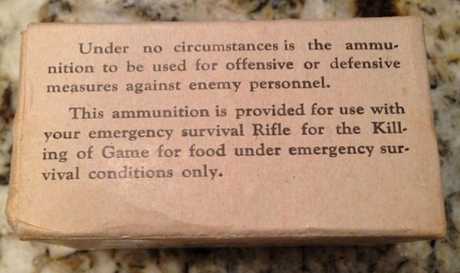 Under no circumstances is the ammu-
nition to be used for offensive or defensive
measures against enemy personnel.
This ammunition is provided for use with
your emergency survival Rifle for the Kill-
ing of Game for food under emergency sur-
vival conditions only.